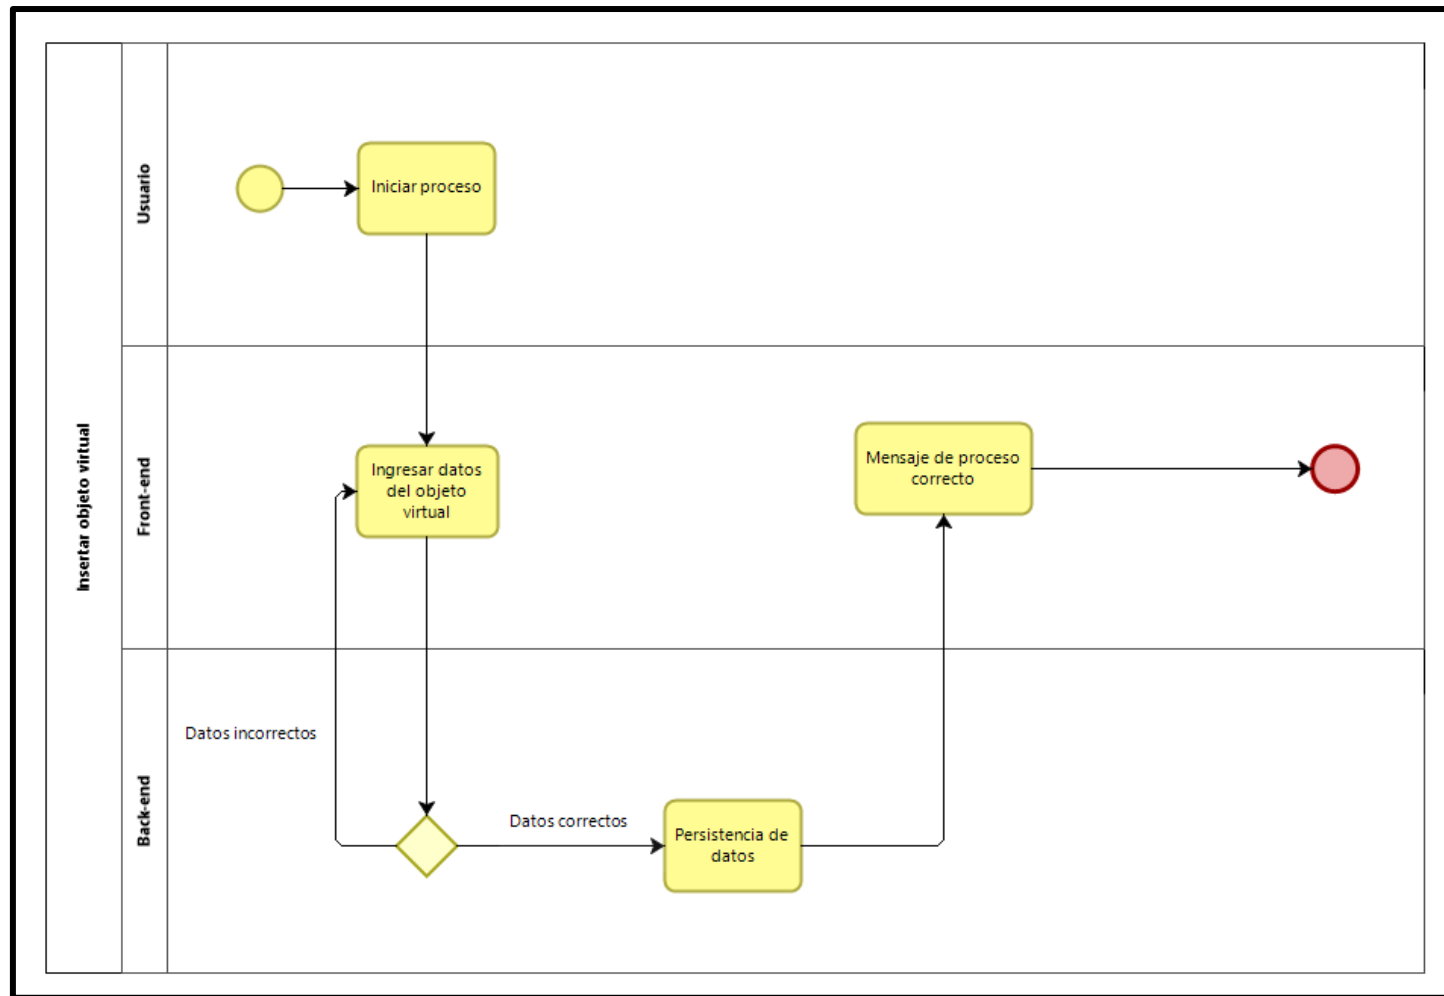 Insertar objeto virtual
Usuario
Iniciar proceso
Front-end
Ingresar datos
del objeto
virtual
Mensaje de proceso
correcto
Back-end
Datos incorrectos
Datos correctos
Persistencia de
datos